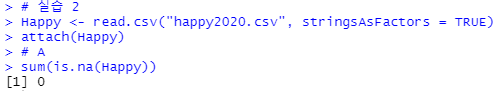 > # 실습 2
> Happy <- read.csv("happy2020.csv", stringsAsFactors = TRUE)
> attach(Happy)
> # A
> sum(is.na(Happy))
[1] 0